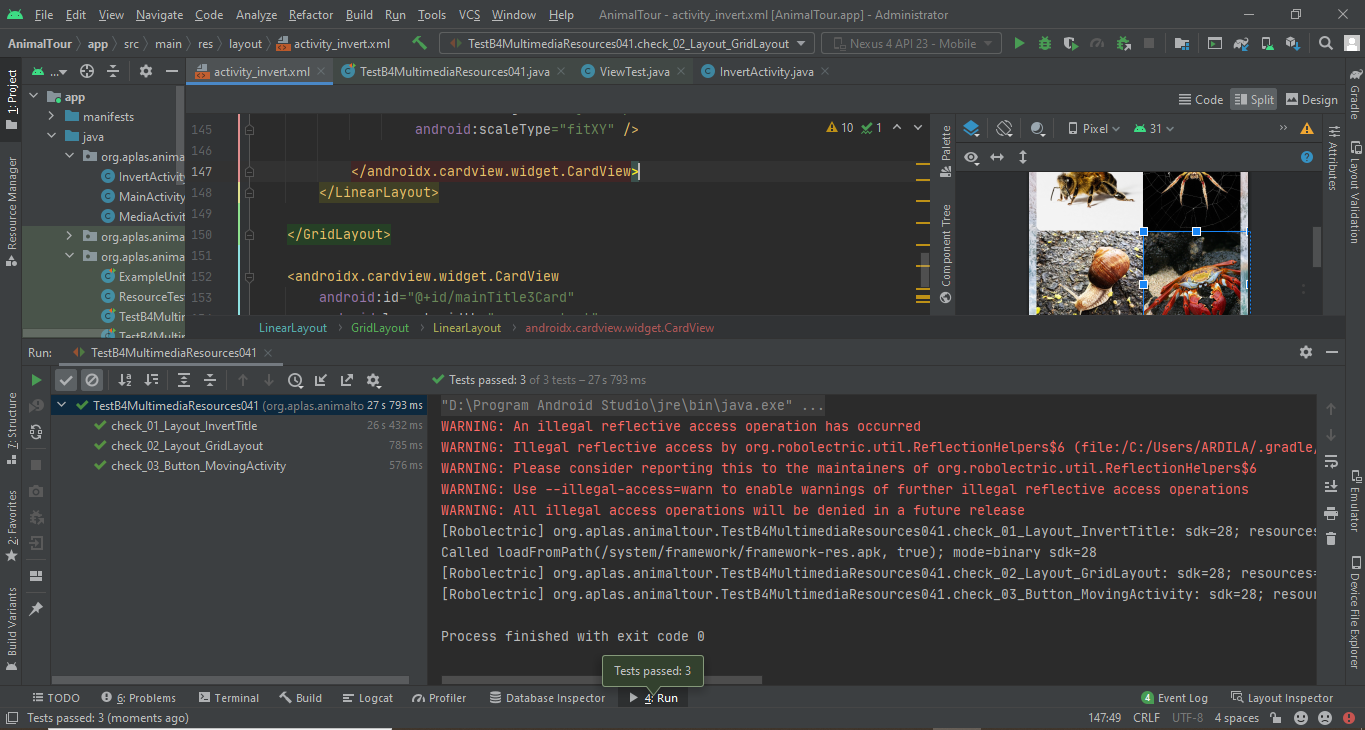 File Edit View Navigate Code Analyze Refactor Build Run Tools VCS Window Help AnimalTour - activity_invert.xml [AnimalTour.app] - Administrator
AnimalTour app src main res layout activity_invert.xml TestB4MultimediaResources041.check_02_Layout_GridLayout Nexus 4 API 23 - Mobile
... activity_invert.xml TestB4MultimediaResources041.java ViewTest.java InvertActivity.java
Code Split Design
1: Project
Resource Manager
7: Structure
2: Favorites
Build Variants
app
manifests
java
org.aplas.anima
InvertActivity
MainActivity
MediaActivit
org.aplas.anima
org.aplas.anima
ExampleUnit
ResourceTes
TestB4Multim
TestB4Multim
145 android:scaleType="fitXY" />
146
147 </androidx.cardview.widget.CardView>
148 </LinearLayout>
149
150 </GridLayout>
151
152 <androidx.cardview.widget.CardView
153 android:id="@+id/mainTitle3Card"
10 1
LinearLayout GridLayout LinearLayout androidx.cardview.widget.CardView
Palette
Component Tree
Pixel 31
Attributes
Gradle
Layout Validation
Emulator
Device File Explorer
Run: TestB4MultimediaResources041
Tests passed: 3 of 3 tests – 27 s 793 ms
TestB4MultimediaResources041 (org.aplas.animalto 27 s 793 ms
check_01_Layout_InvertTitle 26 s 432 ms
check_02_Layout_GridLayout 785 ms
check_03_Button_MovingActivity 576 ms
"D:\Program Android Studio\jre\bin\java.exe" ...
WARNING: An illegal reflective access operation has occurred
WARNING: Illegal reflective access by org.robolectric.util.ReflectionHelpers$6 (file:/C:/Users/ARDILA/.gradle/
WARNING: Please consider reporting this to the maintainers of org.robolectric.util.ReflectionHelpers$6
WARNING: Use --illegal-access=warn to enable warnings of further illegal reflective access operations
WARNING: All illegal access operations will be denied in a future release
[Robolectric] org.aplas.animaltour.TestB4MultimediaResources041.check_01_Layout_InvertTitle: sdk=28; resources
Called loadFromPath(/system/framework/framework-res.apk, true); mode=binary sdk=28
[Robolectric] org.aplas.animaltour.TestB4MultimediaResources041.check_02_Layout_GridLayout: sdk=28; resources=
[Robolectric] org.aplas.animaltour.TestB4MultimediaResources041.check_03_Button_MovingActivity: sdk=28; resour
Process finished with exit code 0
Tests passed: 3
TODO 6: Problems Terminal Build Logcat Profiler Database Inspector 4: Run 4 Event Log Layout Inspector
Tests passed: 3 (moments ago) 147:49 CRLF UTF-8 4 spaces